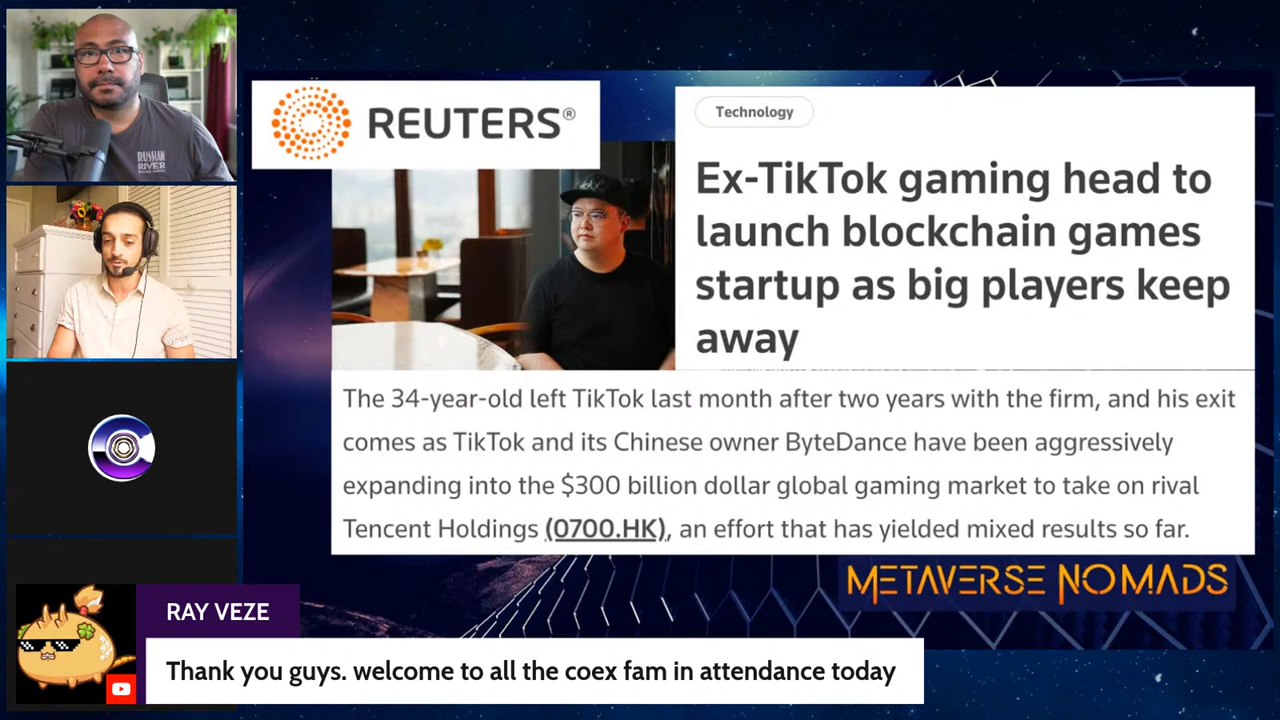 RUSSIAN
RIVER
REUTERS®
Technology
Ex-TikTok gaming head to
launch blockchain games
startup as big players keep
away
The 34-year-old left TikTok last month after two years with the firm, and his exit
comes as TikTok and its Chinese owner ByteDance have been aggressively
expanding into the $300 billion dollar global gaming market to take on rival
Tencent Holdings (0700.HK), an effort that has yielded mixed results so far.
METAVERSE NOMADS
RAY VEZE
Thank you guys. welcome to all the coex fam in attendance today